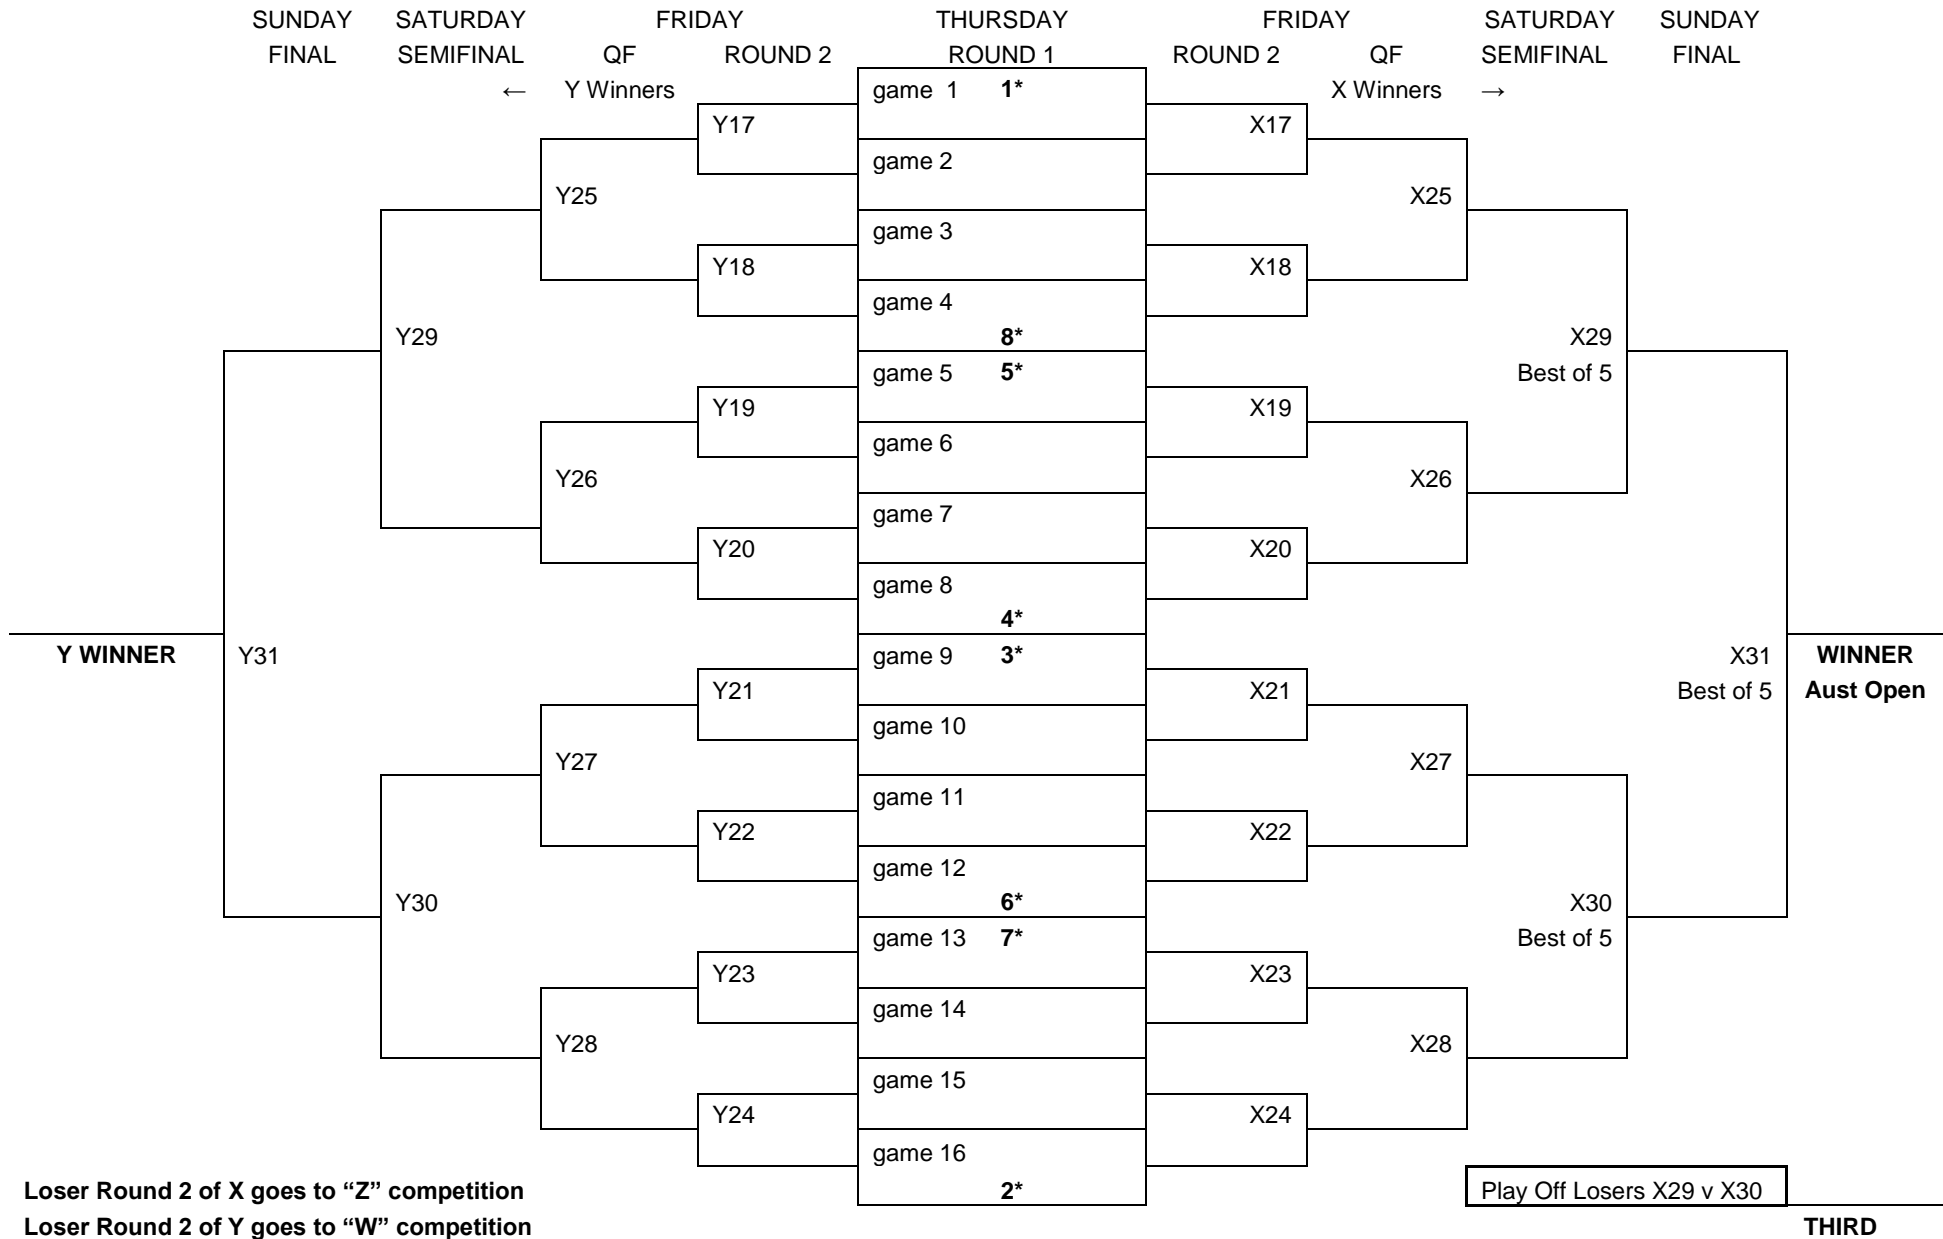 SUNDAY SATURDAY FRIDAY THURSDAY FRIDAY SATURDAY SUNDAY
FINAL SEMIFINAL QF ROUND 2 ROUND 1 ROUND 2 QF SEMIFINAL FINAL
← Y Winners game 1 1* X Winners →
Y17 X17
game 2
Y25 X25
game 3
Y18 X18
game 4
Y29 8* X29
game 5 5* Best of 5
Y19 X19
game 6
Y26 X26
game 7
Y20 X20
game 8
4*
Y WINNER Y31 game 9 3* X31 WINNER
Y21 X21 Best of 5 Aust Open
game 10
Y27 X27
game 11
Y22 X22
game 12
Y30 6* X30
game 13 7* Best of 5
Y23 X23
game 14
Y28 X28
game 15
Y24 X24
game 16
Loser Round 2 of X goes to “Z” competition 2* Play Off Losers X29 v X30
Loser Round 2 of Y goes to “W” competition THIRD